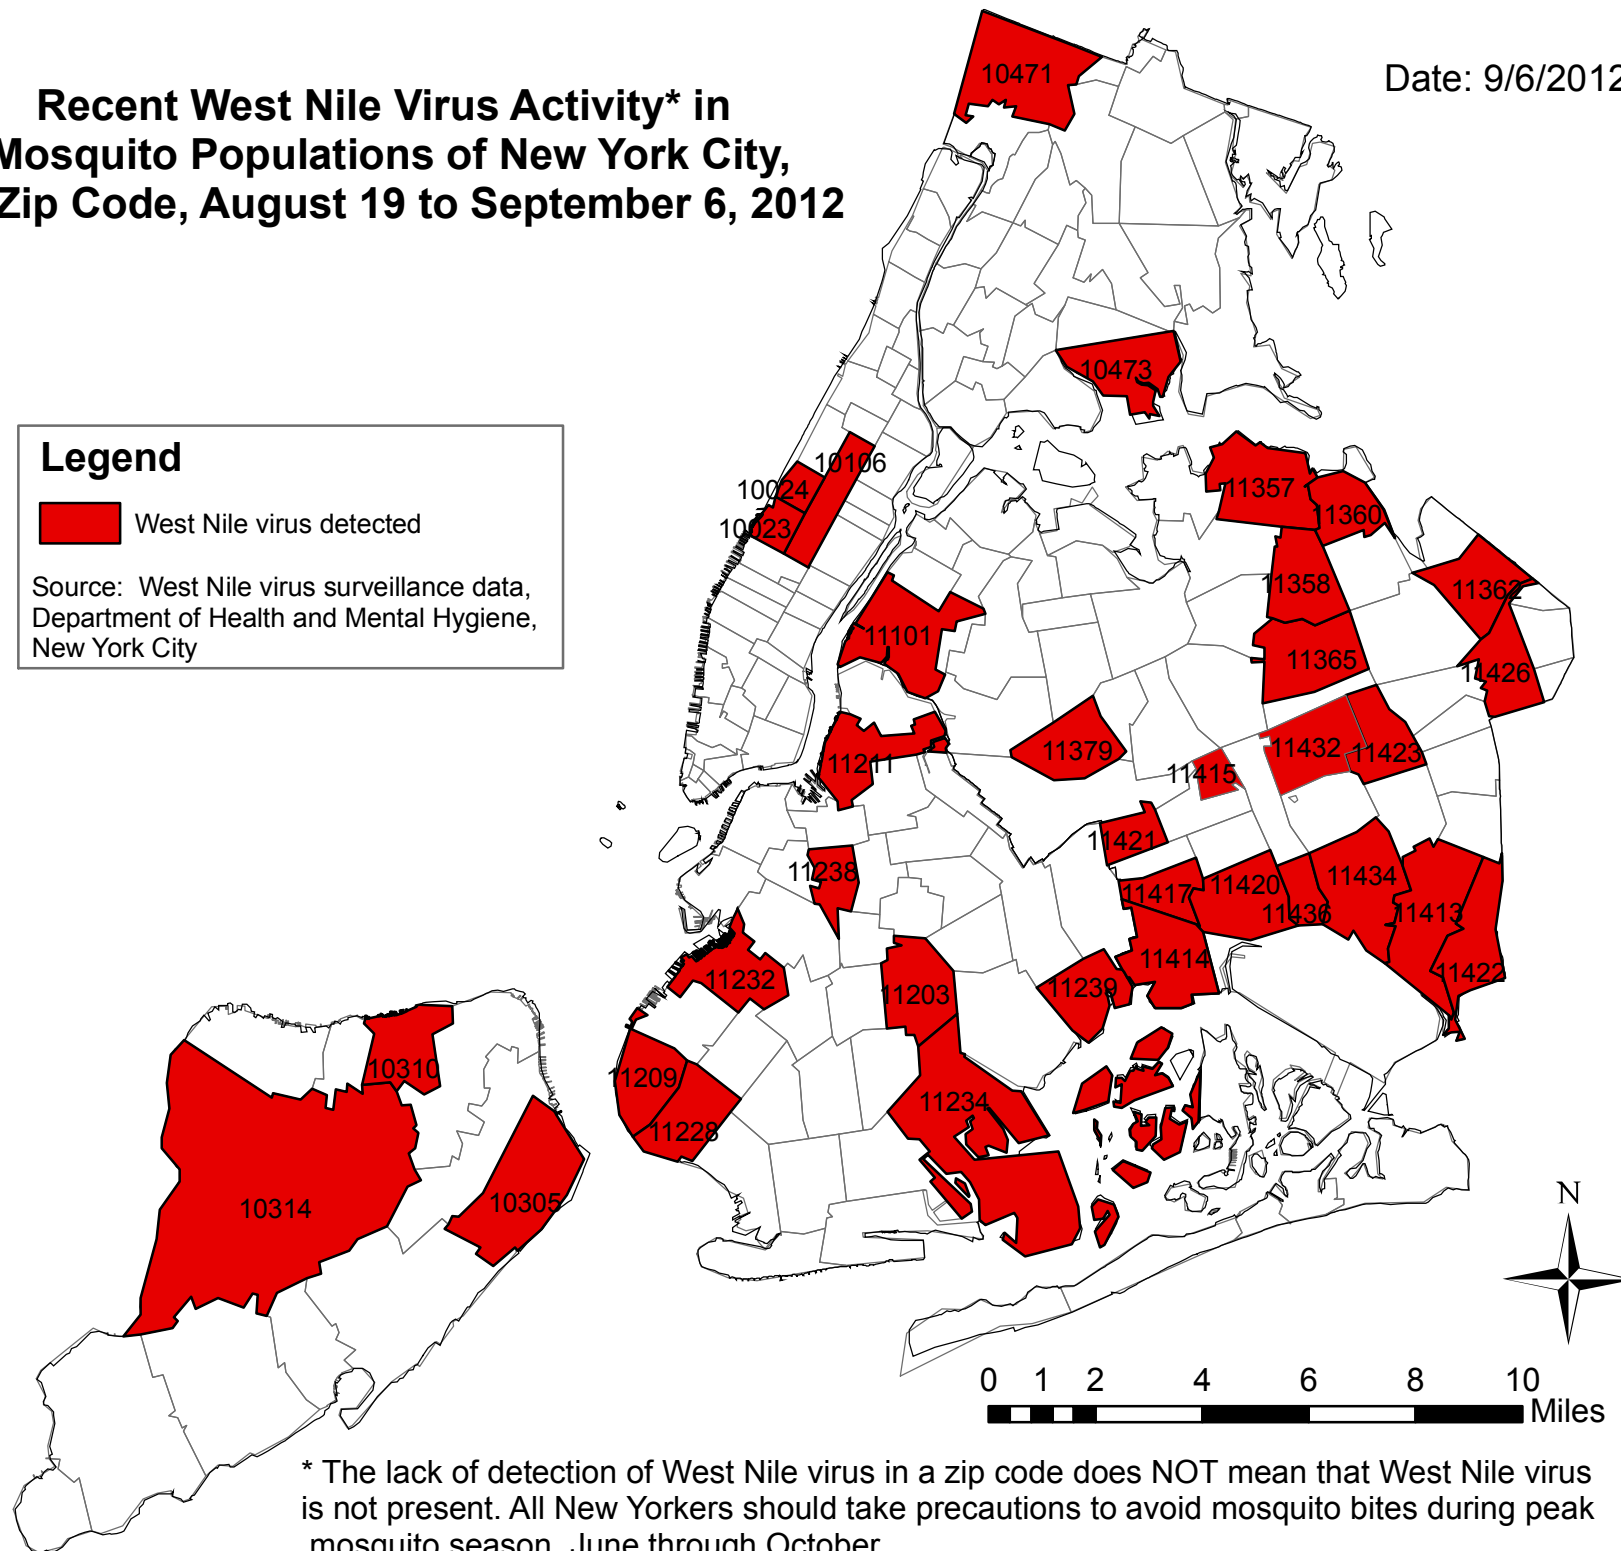 Date: 9/6/2012
Recent West Nile Virus Activity* in
Mosquito Populations of New York City,
Zip Code, August 19 to September 6, 2012
Legend
West Nile virus detected
Source: West Nile virus surveillance data,
Department of Health and Mental Hygiene,
New York City
10471
10473
10106
10024
10023
11357
11360
11358
11362
11101
11365
11426
11379
11432
11423
11211
11415
11421
11238
11417
11420
11434
11436
11413
11414
11422
11232
11203
11239
10310
11209
11234
11228
10314
10305
N
0 1 2 4 6 8 10
Miles
* The lack of detection of West Nile virus in a zip code does NOT mean that West Nile virus
is not present. All New Yorkers should take precautions to avoid mosquito bites during peak
mosquito season, June through October